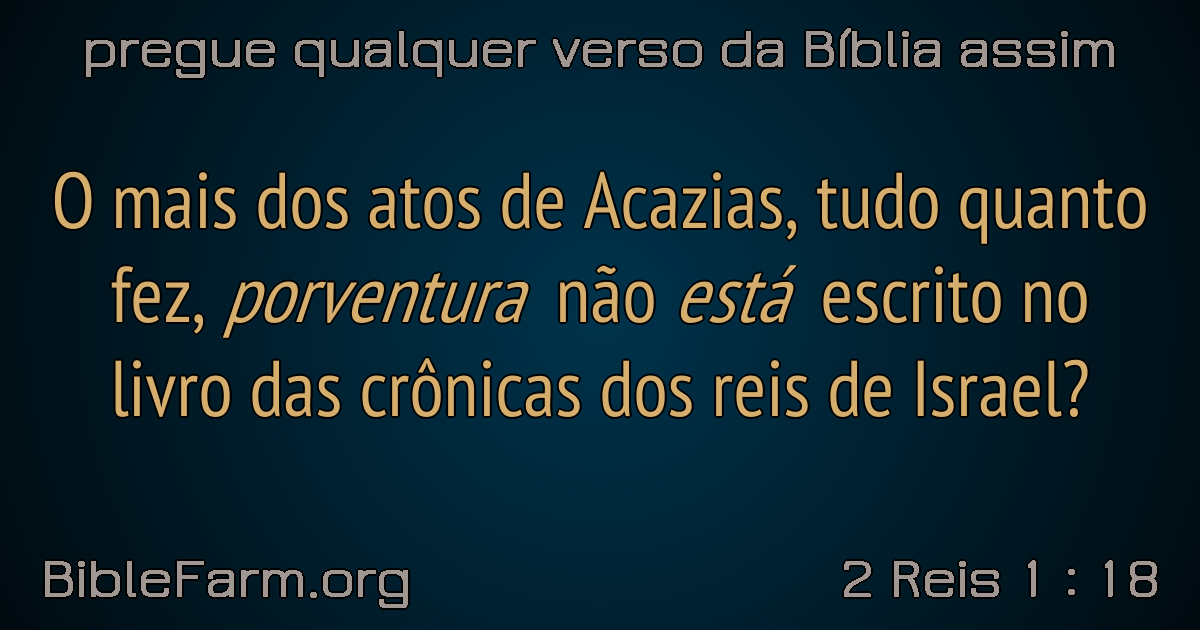 pregue qualquer verso da Bíblia assim
O mais dos atos de Acazias, tudo quanto
fez, porventura não está escrito no
livro das crônicas dos reis de Israel?
BibleFarm.org
2 Reis 1 : 18